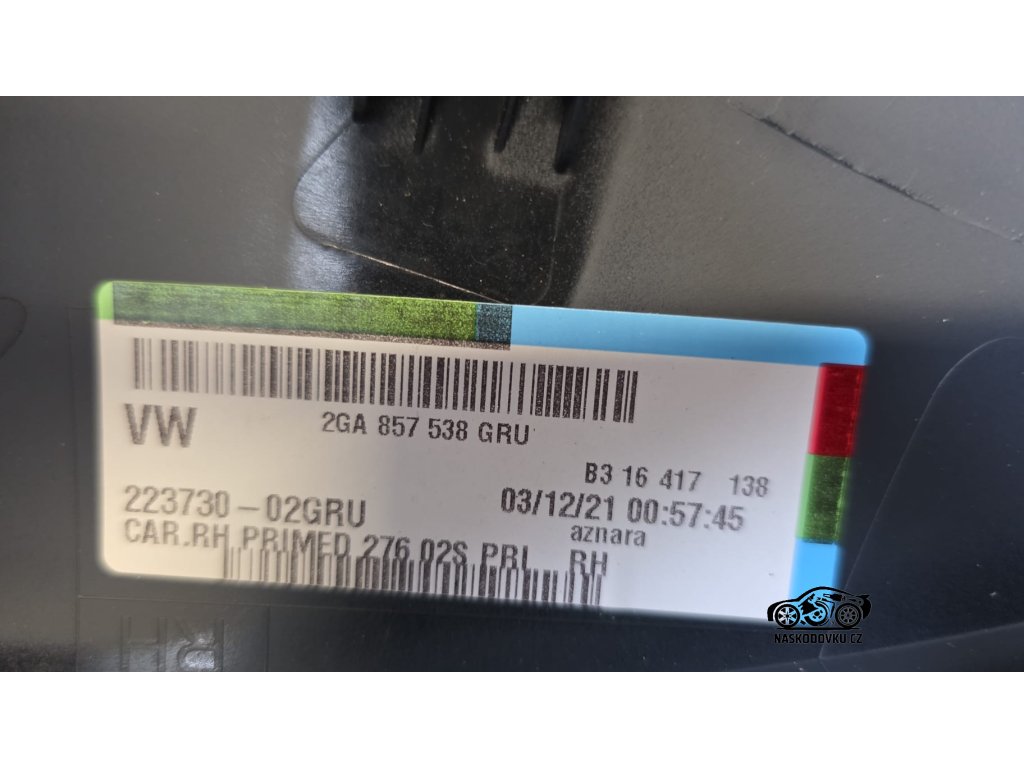 VW
2GA 857 538 GRU
B3 16 417 138
223730-02GRU
03/12/21 00:57:45
aznara
CAR.RH PRIMED 276.02S PRI RH
NASKODOVKU.CZ